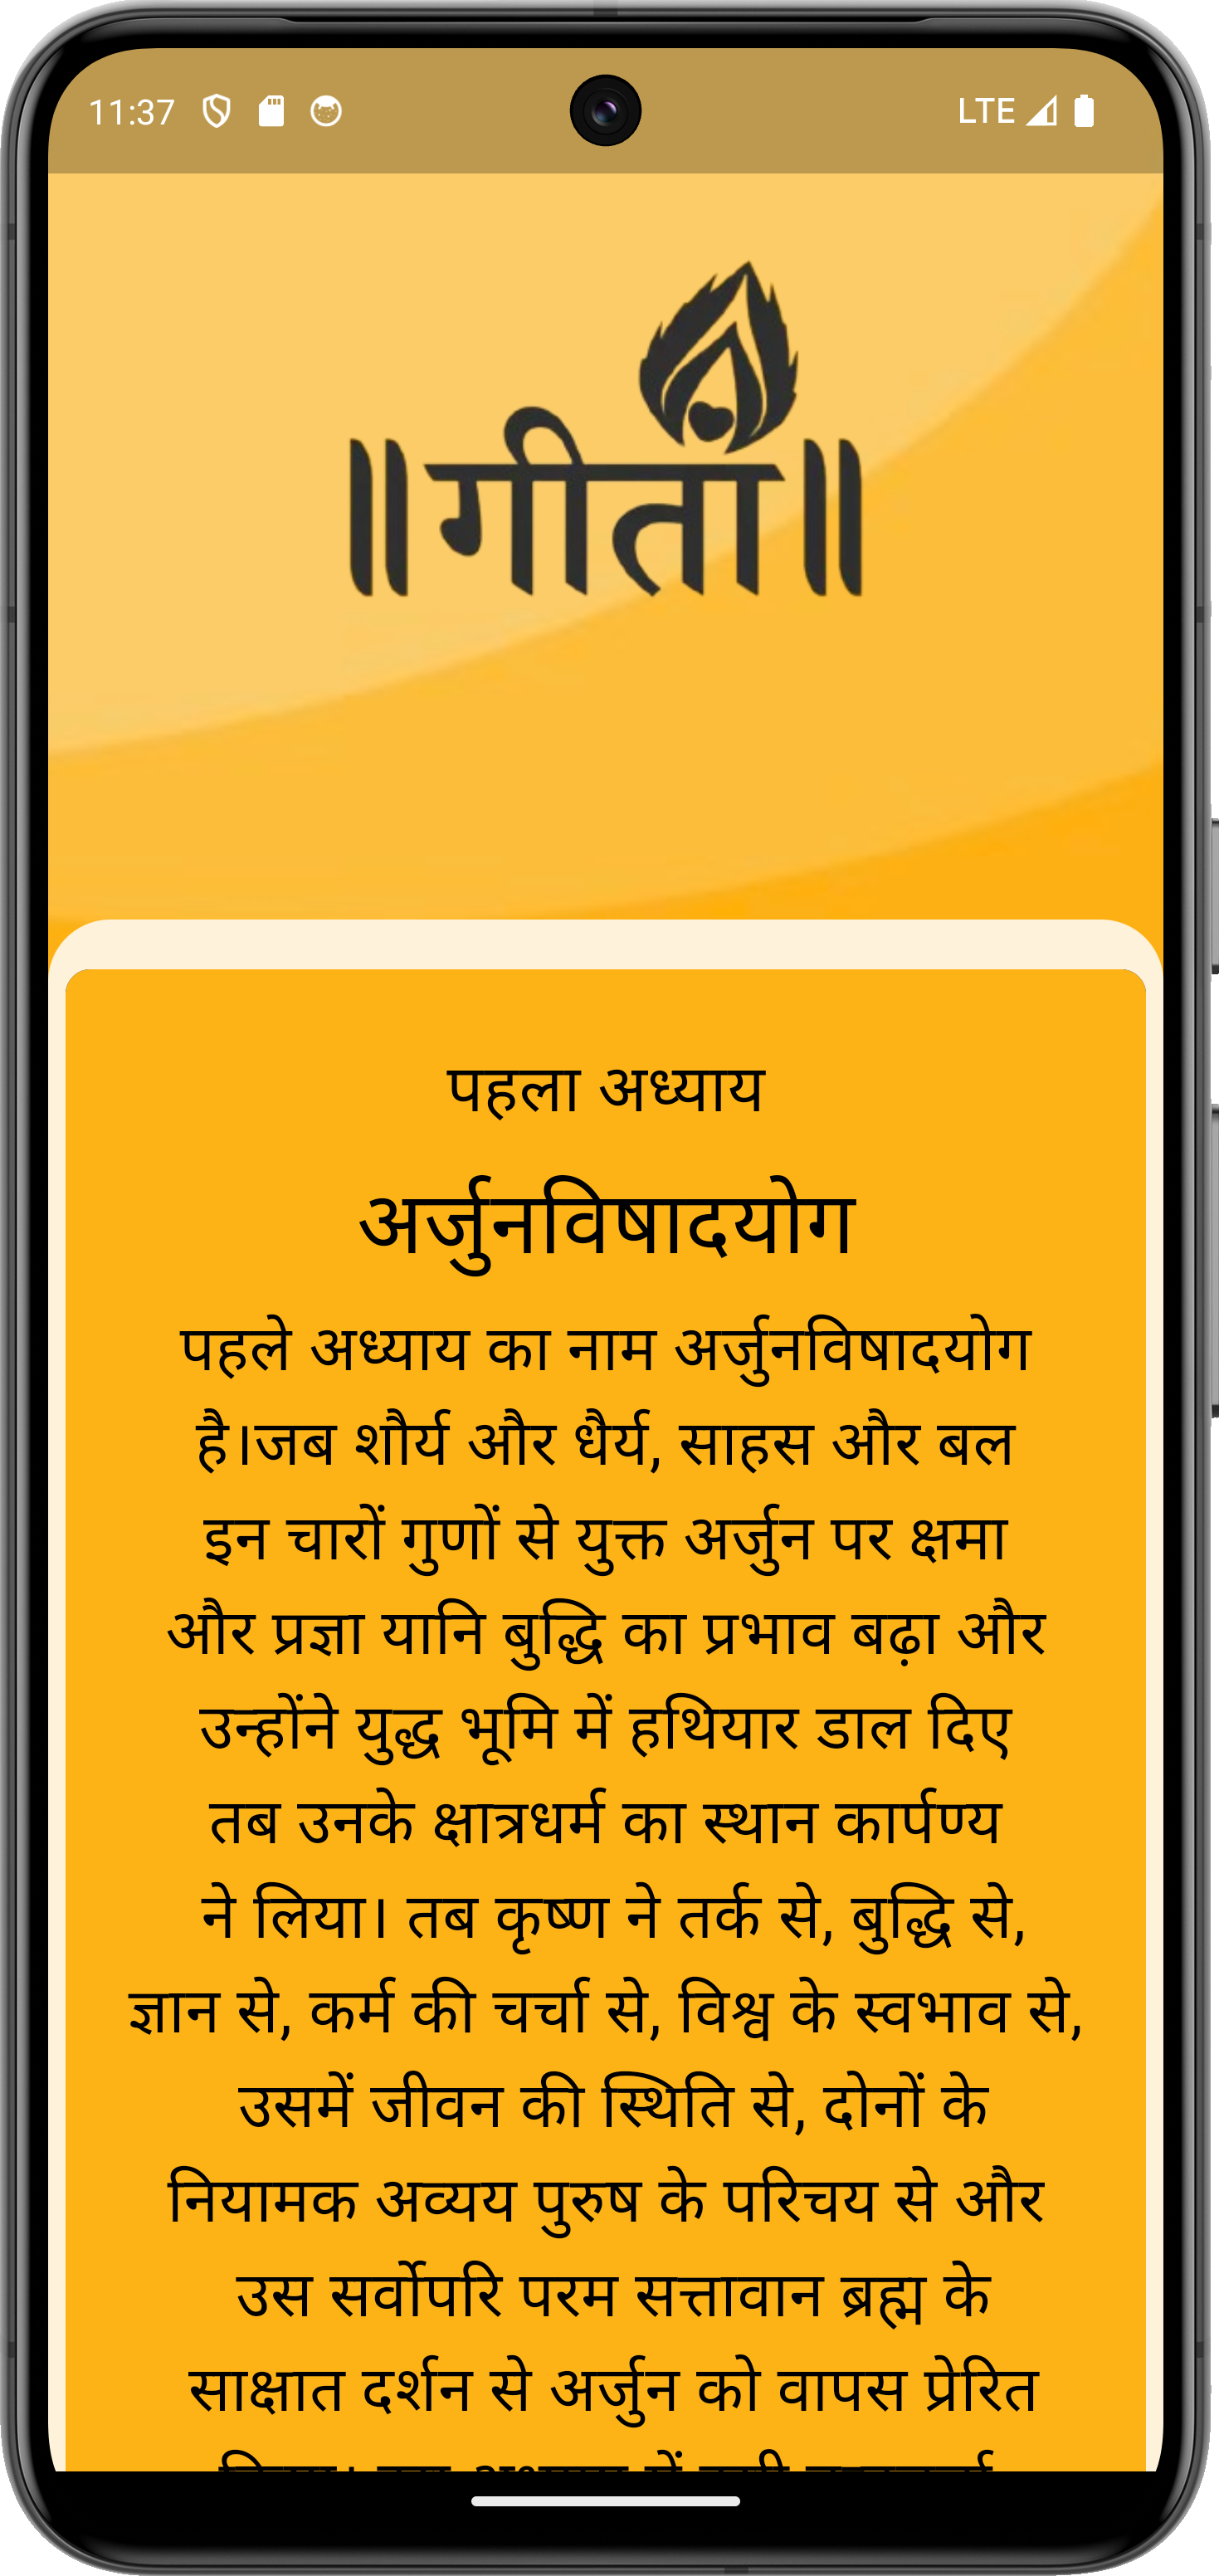 11:37
LTE
॥गीता॥
पहला अध्याय
अर्जुनविषादयोग
पहले अध्याय का नाम अर्जुनविषादयोग
है।जब शौर्य और धैर्य, साहस और बल
इन चारों गुणों से युक्त अर्जुन पर क्षमा
और प्रज्ञा यानि बुद्धि का प्रभाव बढ़ा और
उन्होंने युद्ध भूमि में हथियार डाल दिए
तब उनके क्षात्रधर्म का स्थान कार्पण्य
ने लिया। तब कृष्ण ने तर्क से, बुद्धि से,
ज्ञान से, कर्म की चर्चा से, विश्व के स्वभाव से,
उसमें जीवन की स्थिति से, दोनों के
नियामक अव्यय पुरुष के परिचय से और
उस सर्वोपरि परम सत्तावान ब्रह्म के
साक्षात दर्शन से अर्जुन को वापस प्रेरित